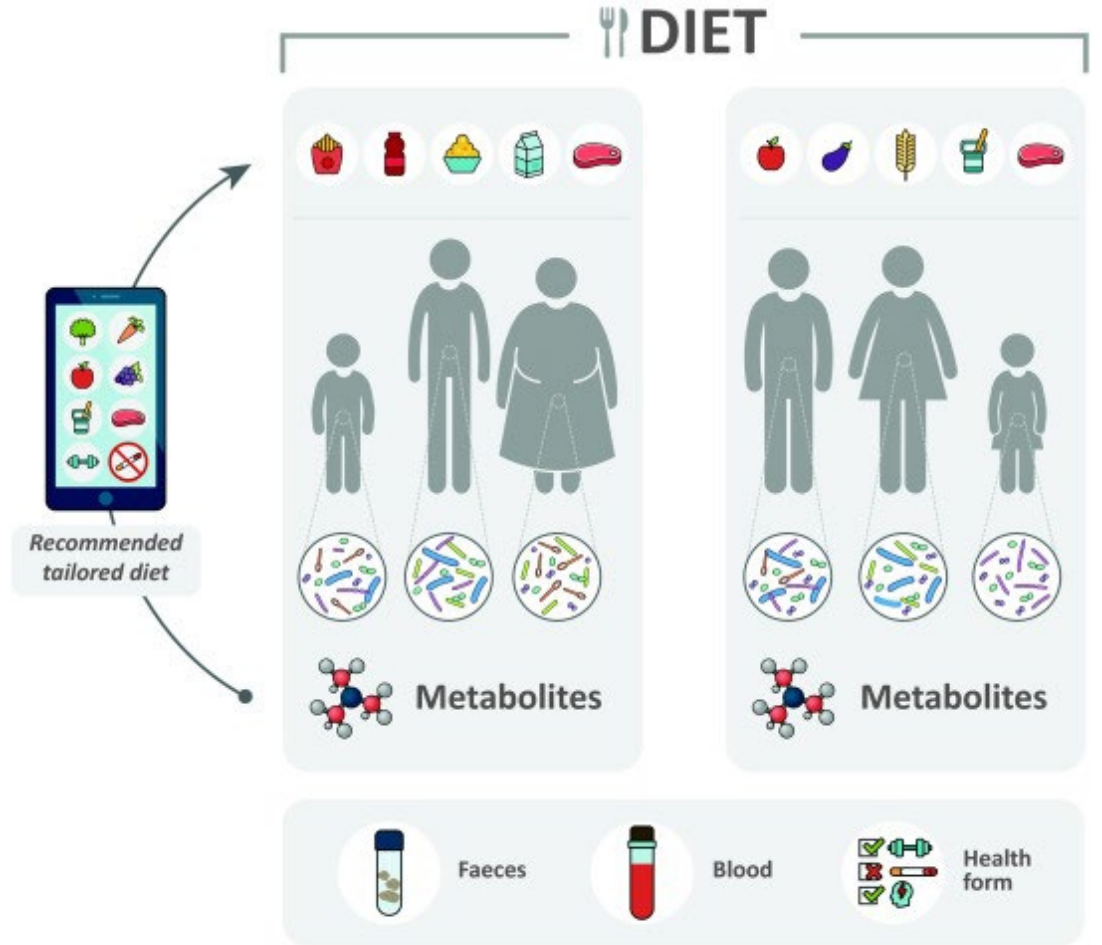 DIET
Recommended
tailored diet
Metabolites
Metabolites
Faeces
Blood
Health
form